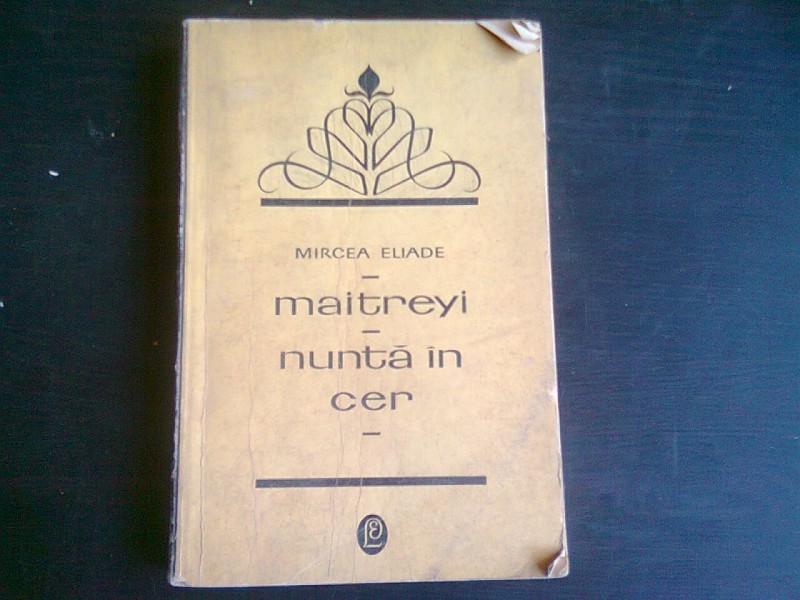 MIRCEA ELIADE
maitreyi
nuntă în
cer